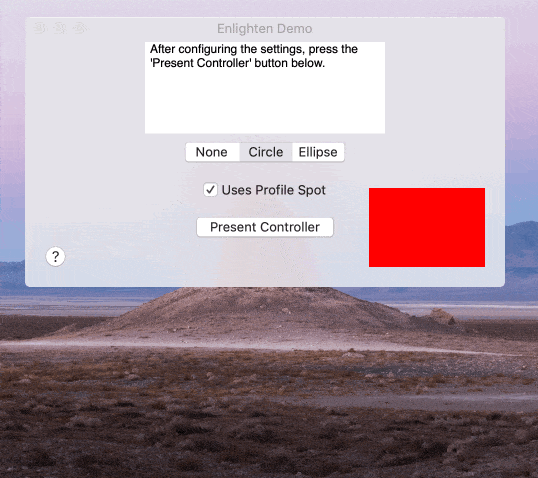 Enlighten Demo
After configuring the settings, press the
'Present Controller' button below.
None Circle Ellipse
Uses Profile Spot
Present Controller
?